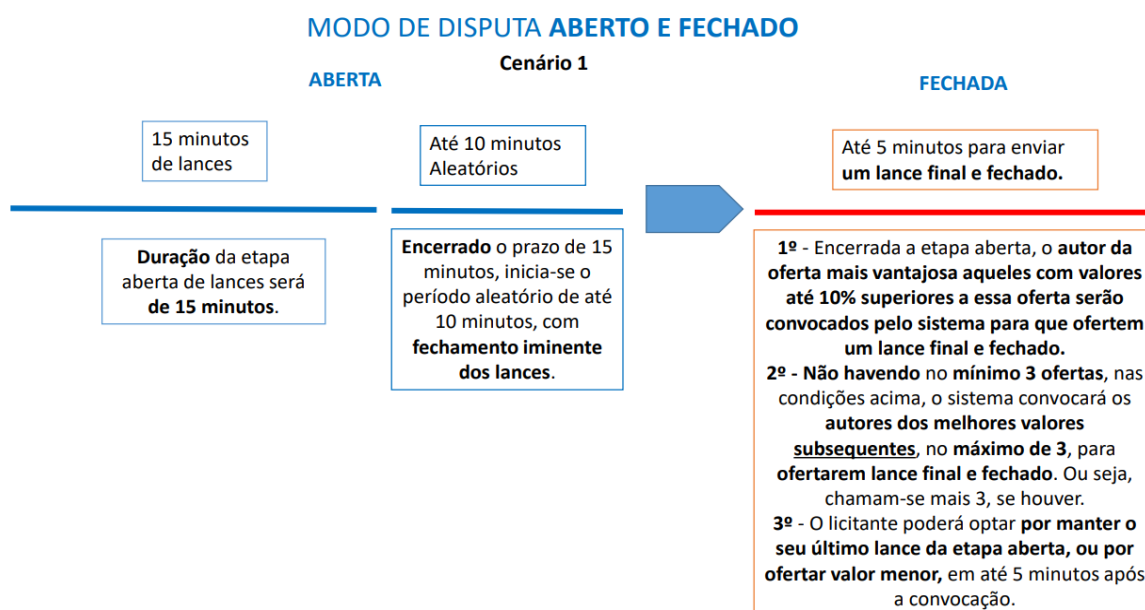 MODO DE DISPUTA ABERTO E FECHADO
Cenário 1
ABERTA
FECHADA
15 minutos
de lances
Até 10 minutos
Aleatórios
Até 5 minutos para enviar
um lance final e fechado.
Duração da etapa
aberta de lances será
de 15 minutos.
Encerrado o prazo de 15
minutos, inicia-se o
período aleatório de até
10 minutos, com
fechamento iminente
dos lances.
1º - Encerrada a etapa aberta, o autor da
oferta mais vantajosa aqueles com valores
até 10% superiores a essa oferta serão
convocados pelo sistema para que ofertem
um lance final e fechado.
2º - Não havendo no mínimo 3 ofertas, nas
condições acima, o sistema convocará os
autores dos melhores valores
subsequentes, no máximo de 3, para
ofertarem lance final e fechado. Ou seja,
chamam-se mais 3, se houver.
3º - O licitante poderá optar por manter o
seu último lance da etapa aberta, ou por
ofertar valor menor, em até 5 minutos após
a convocação.